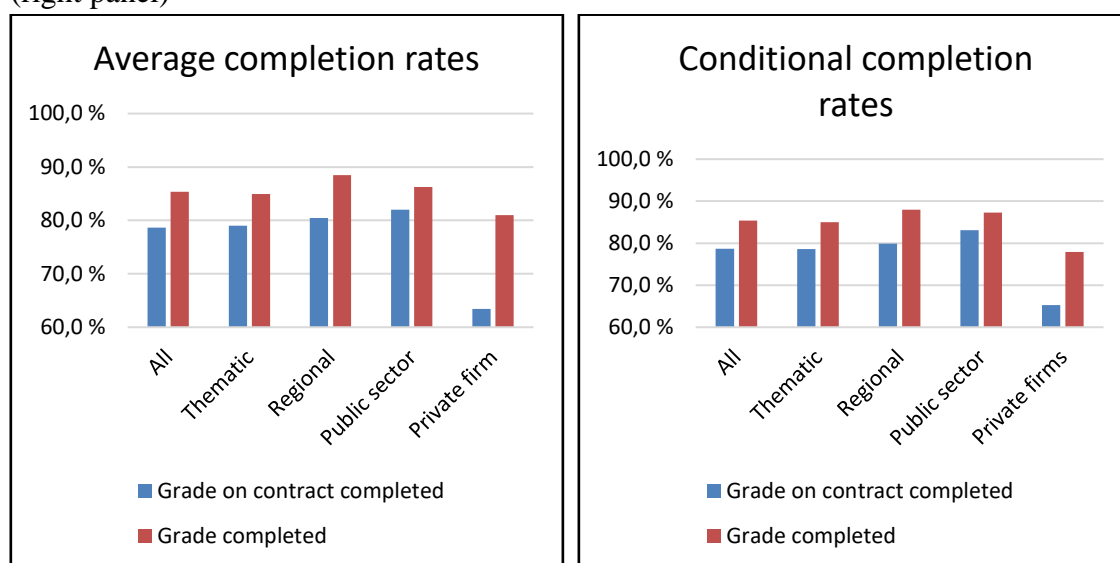 (right panel)
Average completion rates
100,0 %
90,0 %
80,0 %
70,0 %
60,0 %
All
Thematic
Regional
Public sector
Private firm
Grade on contract completed
Grade completed
Conditional completion
rates
100,0 %
90,0 %
80,0 %
70,0 %
60,0 %
All
Thematic
Regional
Public sector
Private firms
Grade on contract completed
Grade completed